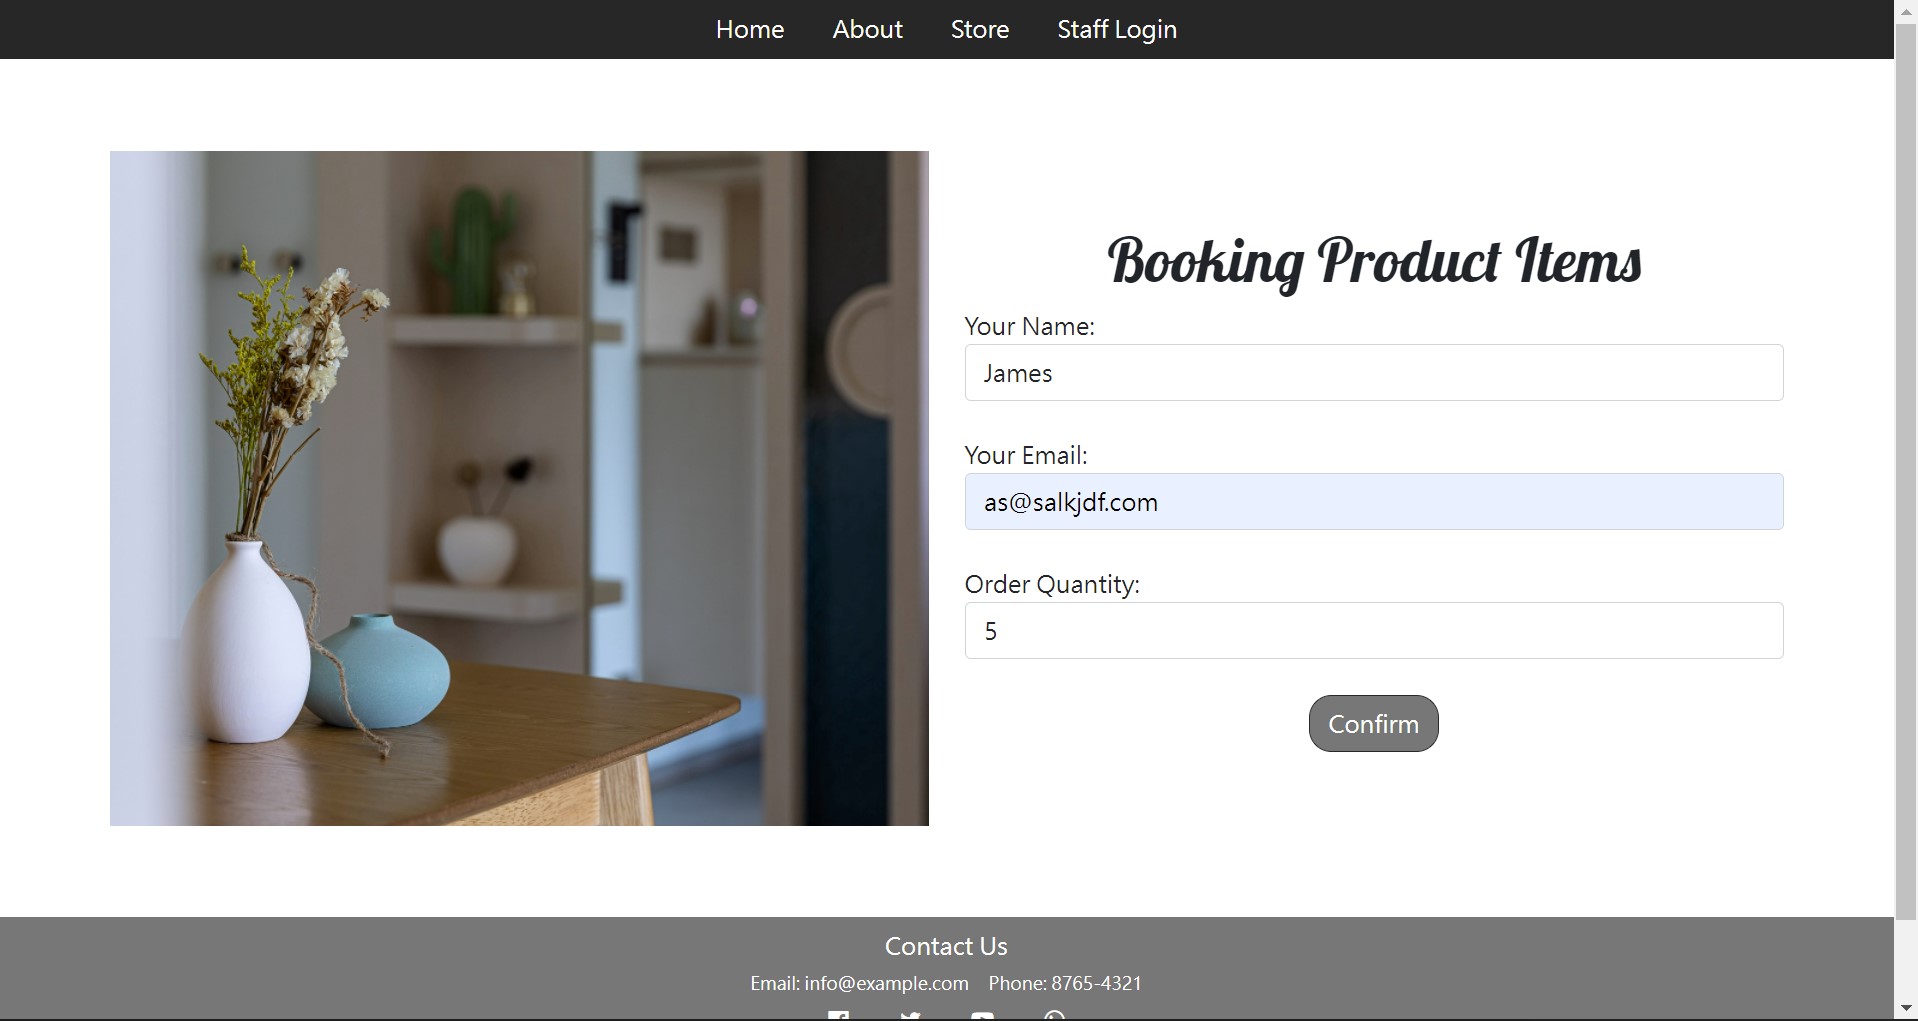 Home About Store Staff Login
Booking Product Items
Your Name:
James
Your Email:
as@salkjdf.com
Order Quantity:
5
Confirm
Contact Us
Email: info@example.com Phone: 8765-4321